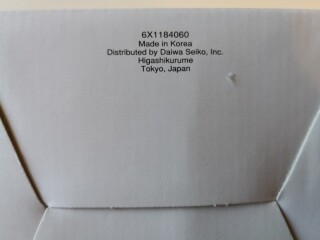 6X1184060
Made in Korea
Distributed by Daiwa Seiko, Inc.
Higashikurume
Tokyo, Japan